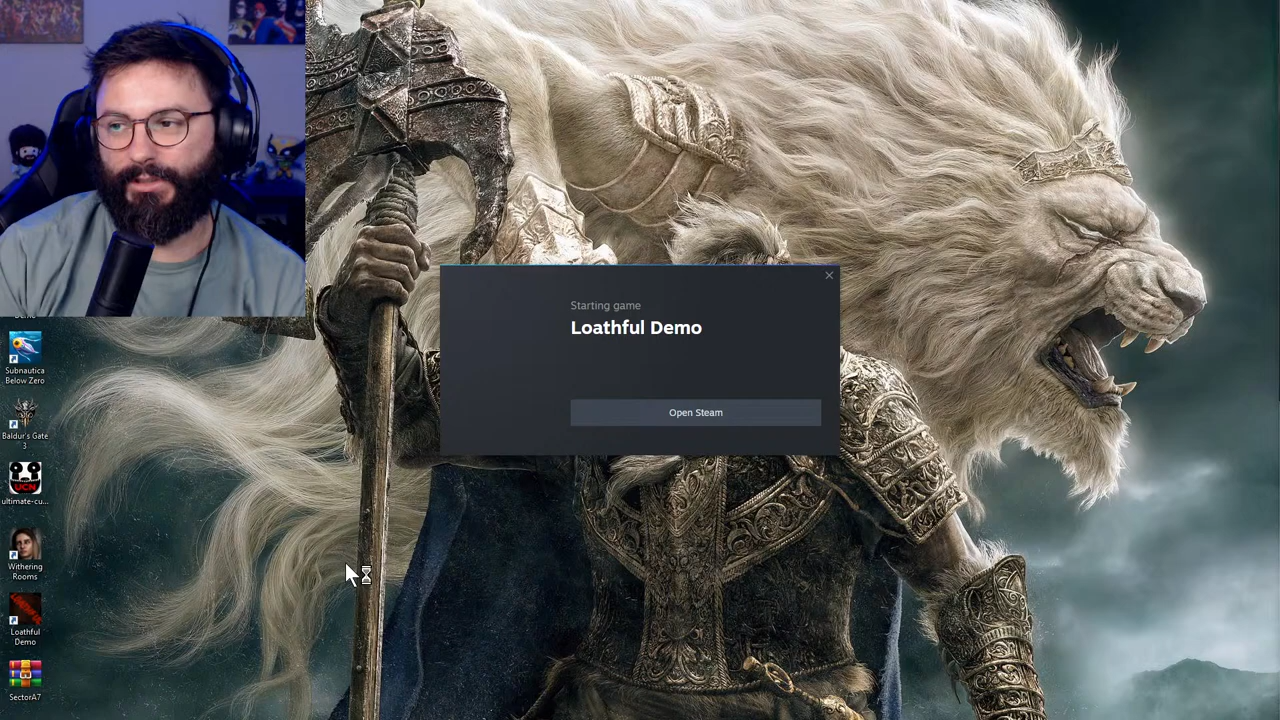 Starting game
Loathful Demo
Open Steam
Subnautica
Below Zero
Baldur's Gate
3
UCN
ultimate-cu...
Withering
Rooms
Loathful
Demo
SectorA7